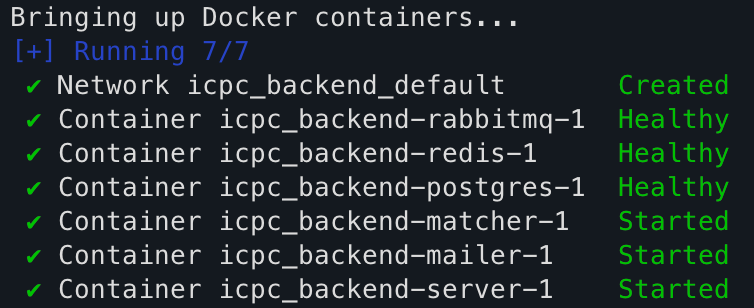 Bringing up Docker containers...
[+] Running 7/7
✔ Network icpc_backend_default Created
✔ Container icpc_backend-rabbitmq-1 Healthy
✔ Container icpc_backend-redis-1 Healthy
✔ Container icpc_backend-postgres-1 Healthy
✔ Container icpc_backend-matcher-1 Started
✔ Container icpc_backend-mailer-1 Started
✔ Container icpc_backend-server-1 Started